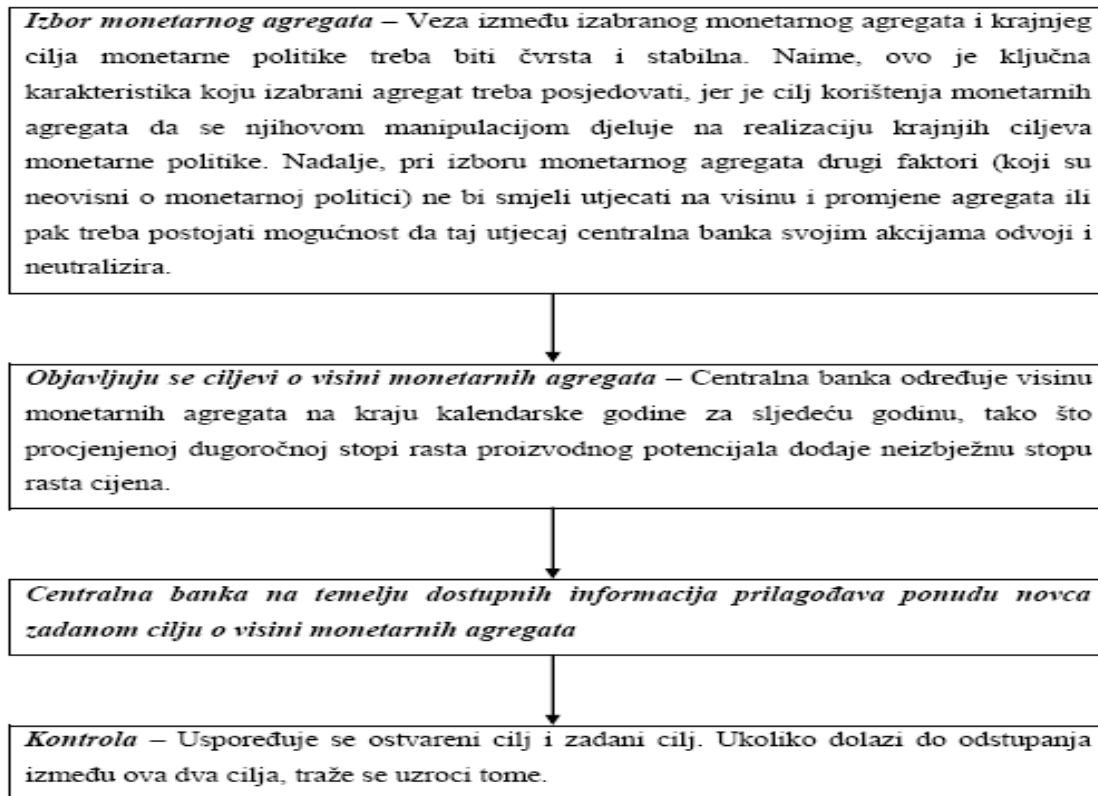 Izbor monetarnog agregata – Veza između izabranog monetarnog agregata i krajnjeg
cilja monetarne politike treba biti čvrsta i stabilna. Naime, ovo je ključna
karakteristika koju izabrani agregat treba posjedovati, jer je cilj korištenja monetarnih
agregata da se njihovom manipulacijom djeluje na realizaciju krajnjih ciljeva
monetarne politike. Nadalje, pri izboru monetarnog agregata drugi faktori (koji su
neovisni o monetarnoj politici) ne bi smjeli utjecati na visinu i promjene agregata ili
pak treba postojati mogućnost da taj utjecaj centralna banka svojim akcijama odvoji i
neutralizira.
Objavljuju se ciljevi o visini monetarnih agregata – Centralna banka određuje visinu
monetarnih agregata na kraju kalendarske godine za sljedeću godinu, tako što
procjenjenoj dugoročnoj stopi rasta proizvodnog potencijala dodaje neizbježnu stopu
rasta cijena.
Centralna banka na temelju dostupnih informacija prilagođava ponudu novca
zadanom cilju o visini monetarnih agregata
Kontrola – Uspoređuje se ostvareni cilj i zadani cilj. Ukoliko dolazi do odstupanja
između ova dva cilja, traže se uzroci tome.